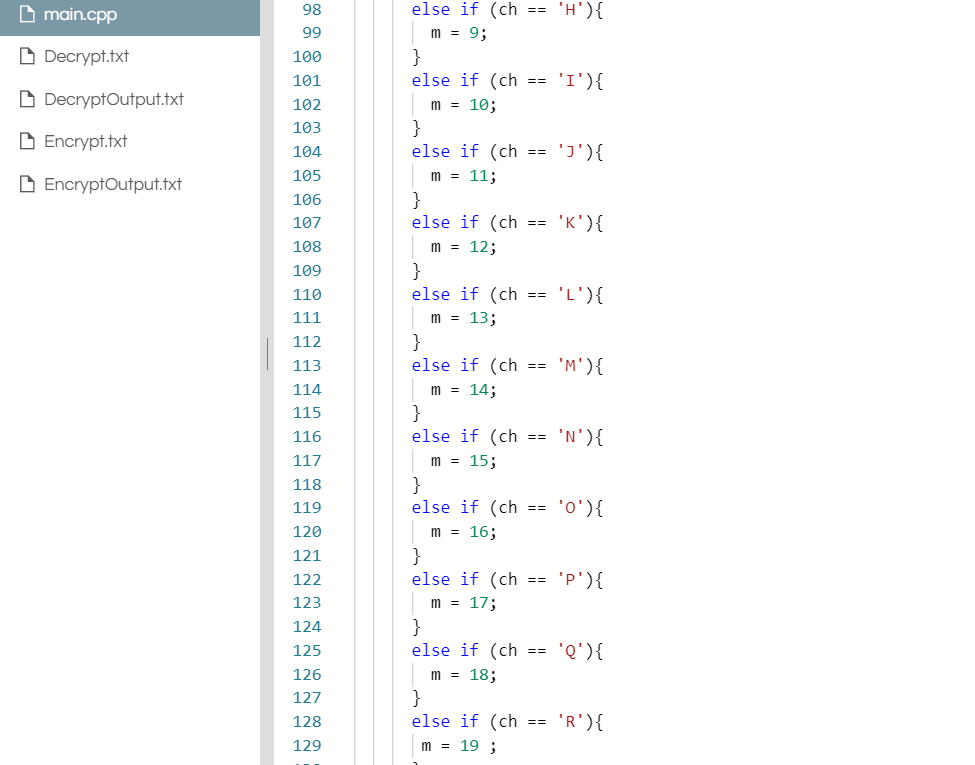 main.cpp
Decrypt.txt
DecryptOutput.txt
Encrypt.txt
EncryptOutput.txt
98 else if (ch == 'H'){
99 m = 9;
100 }
101 else if (ch == 'I'){
102 m = 10;
103 }
104 else if (ch == 'J'){
105 m = 11;
106 }
107 else if (ch == 'K'){
108 m = 12;
109 }
110 else if (ch == 'L'){
111 m = 13;
112 }
113 else if (ch == 'M'){
114 m = 14;
115 }
116 else if (ch == 'N'){
117 m = 15;
118 }
119 else if (ch == 'O'){
120 m = 16;
121 }
122 else if (ch == 'P'){
123 m = 17;
124 }
125 else if (ch == 'Q'){
126 m = 18;
127 }
128 else if (ch == 'R'){
129 m = 19 ;